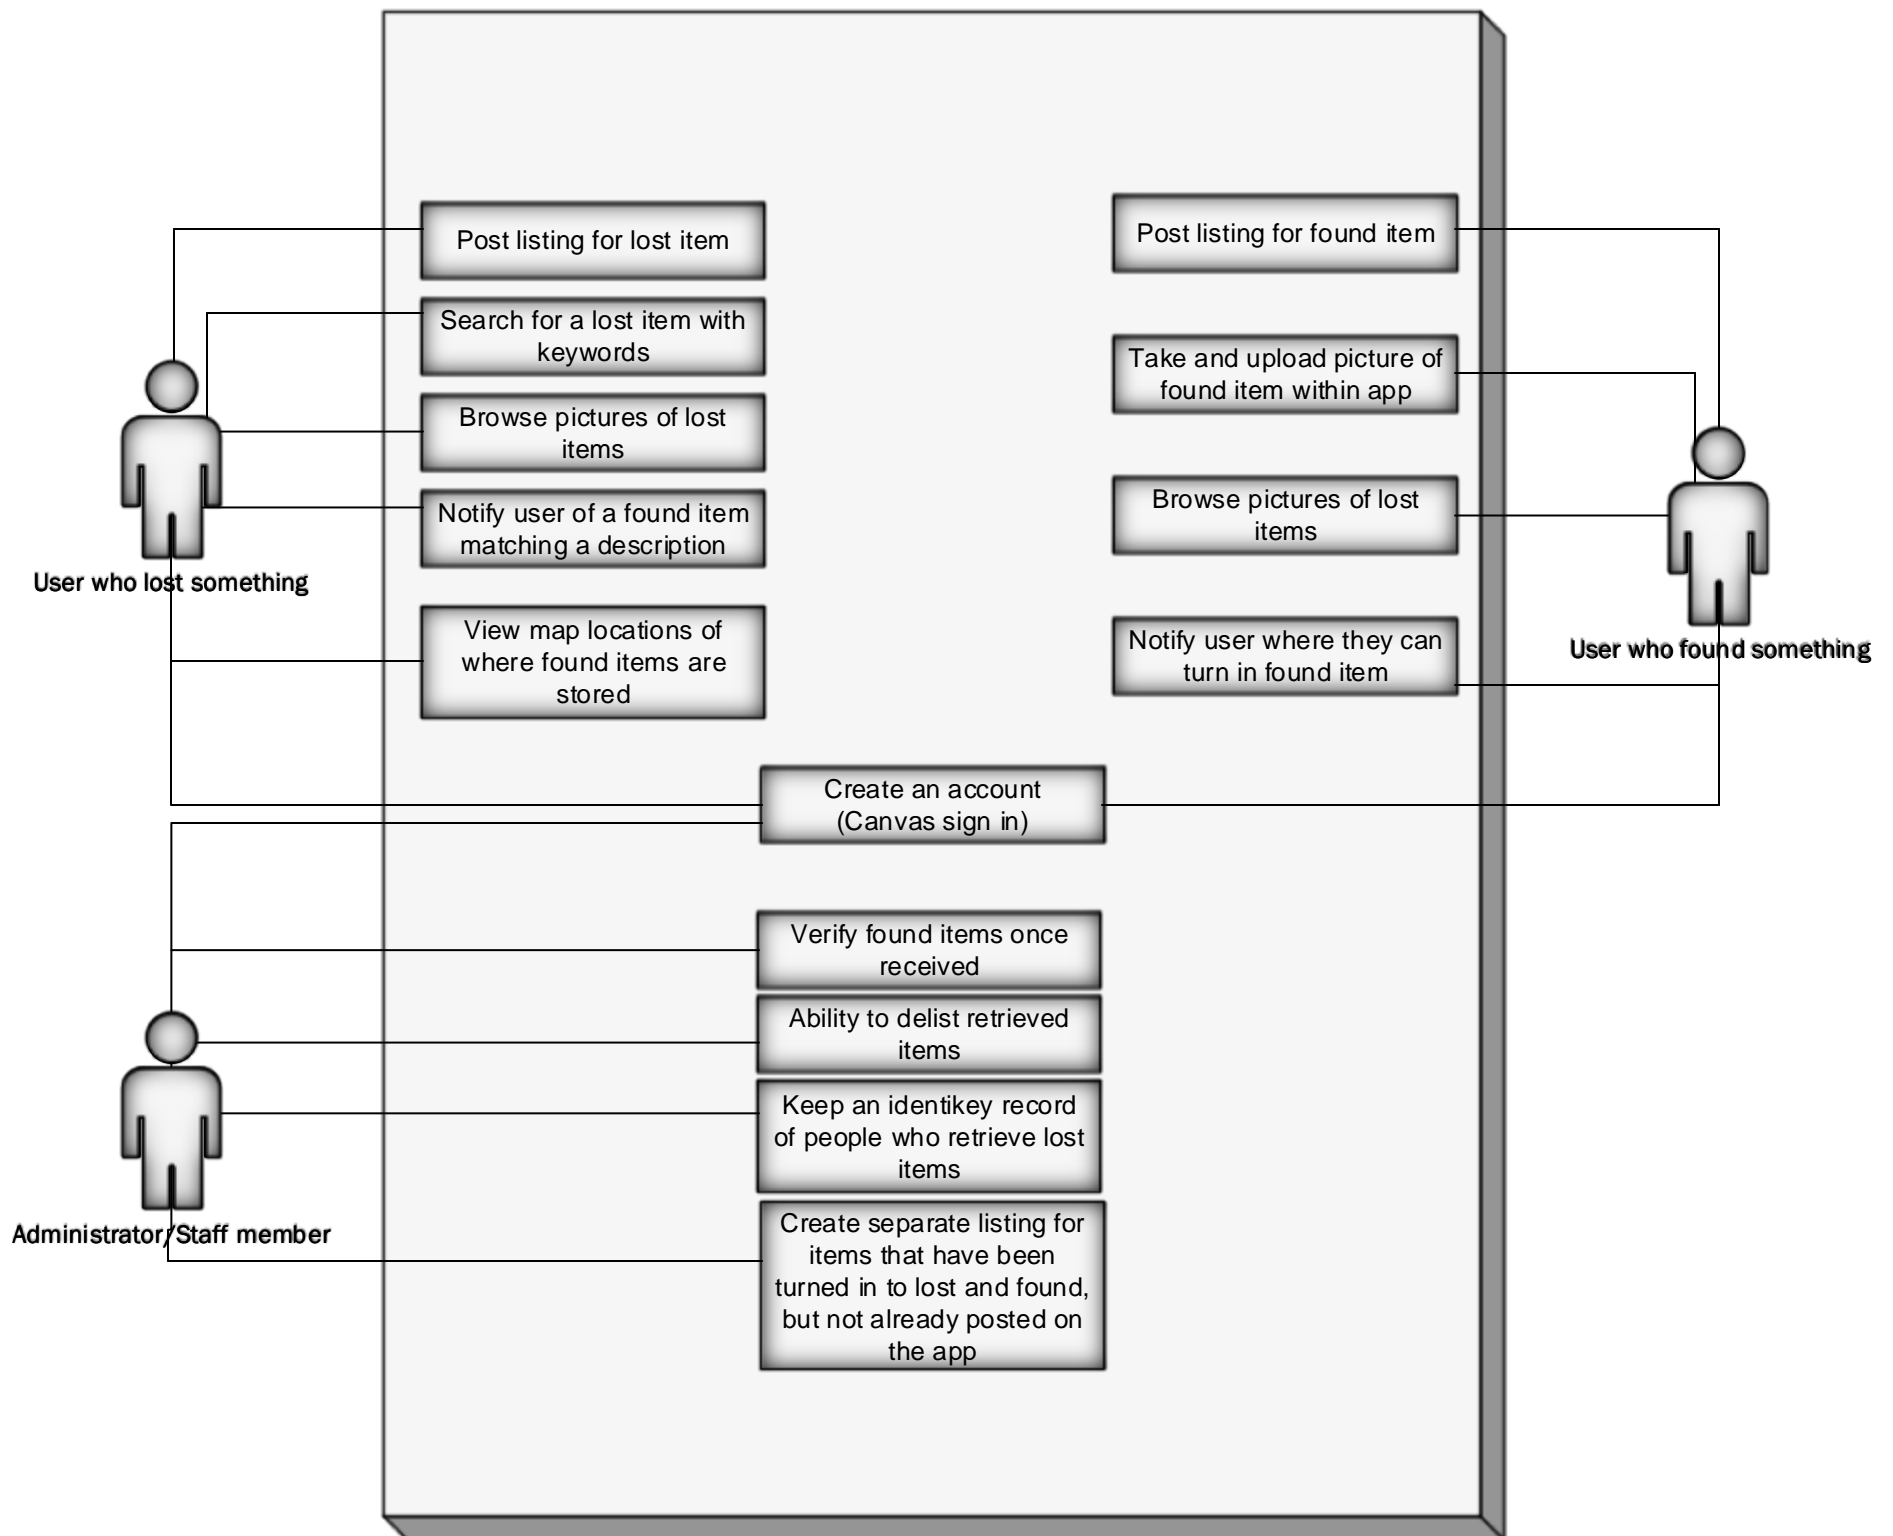 Post listing for lost item
Search for a lost item with
keywords
Browse pictures of lost
items
Notify user of a found item
matching a description
View map locations of
where found items are
stored
User who lost something
Post listing for found item
Take and upload picture of
found item within app
Browse pictures of lost
items
Notify user where they can
turn in found item
User who found something
Create an account
(Canvas sign in)
Verify found items once
received
Ability to delist retrieved
items
Keep an identikey record
of people who retrieve lost
items
Create separate listing for
items that have been
turned in to lost and found,
but not already posted on
the app
Administrator/Staff member